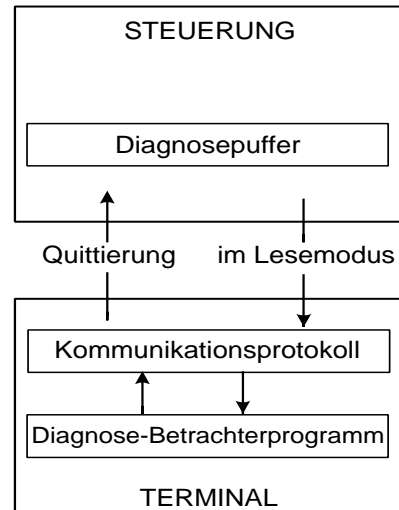 STEUERUNG
Diagnosepuffer
Quittierung im Lesemodus
Kommunikationsprotokoll
Diagnose-Betrachterprogramm
TERMINAL